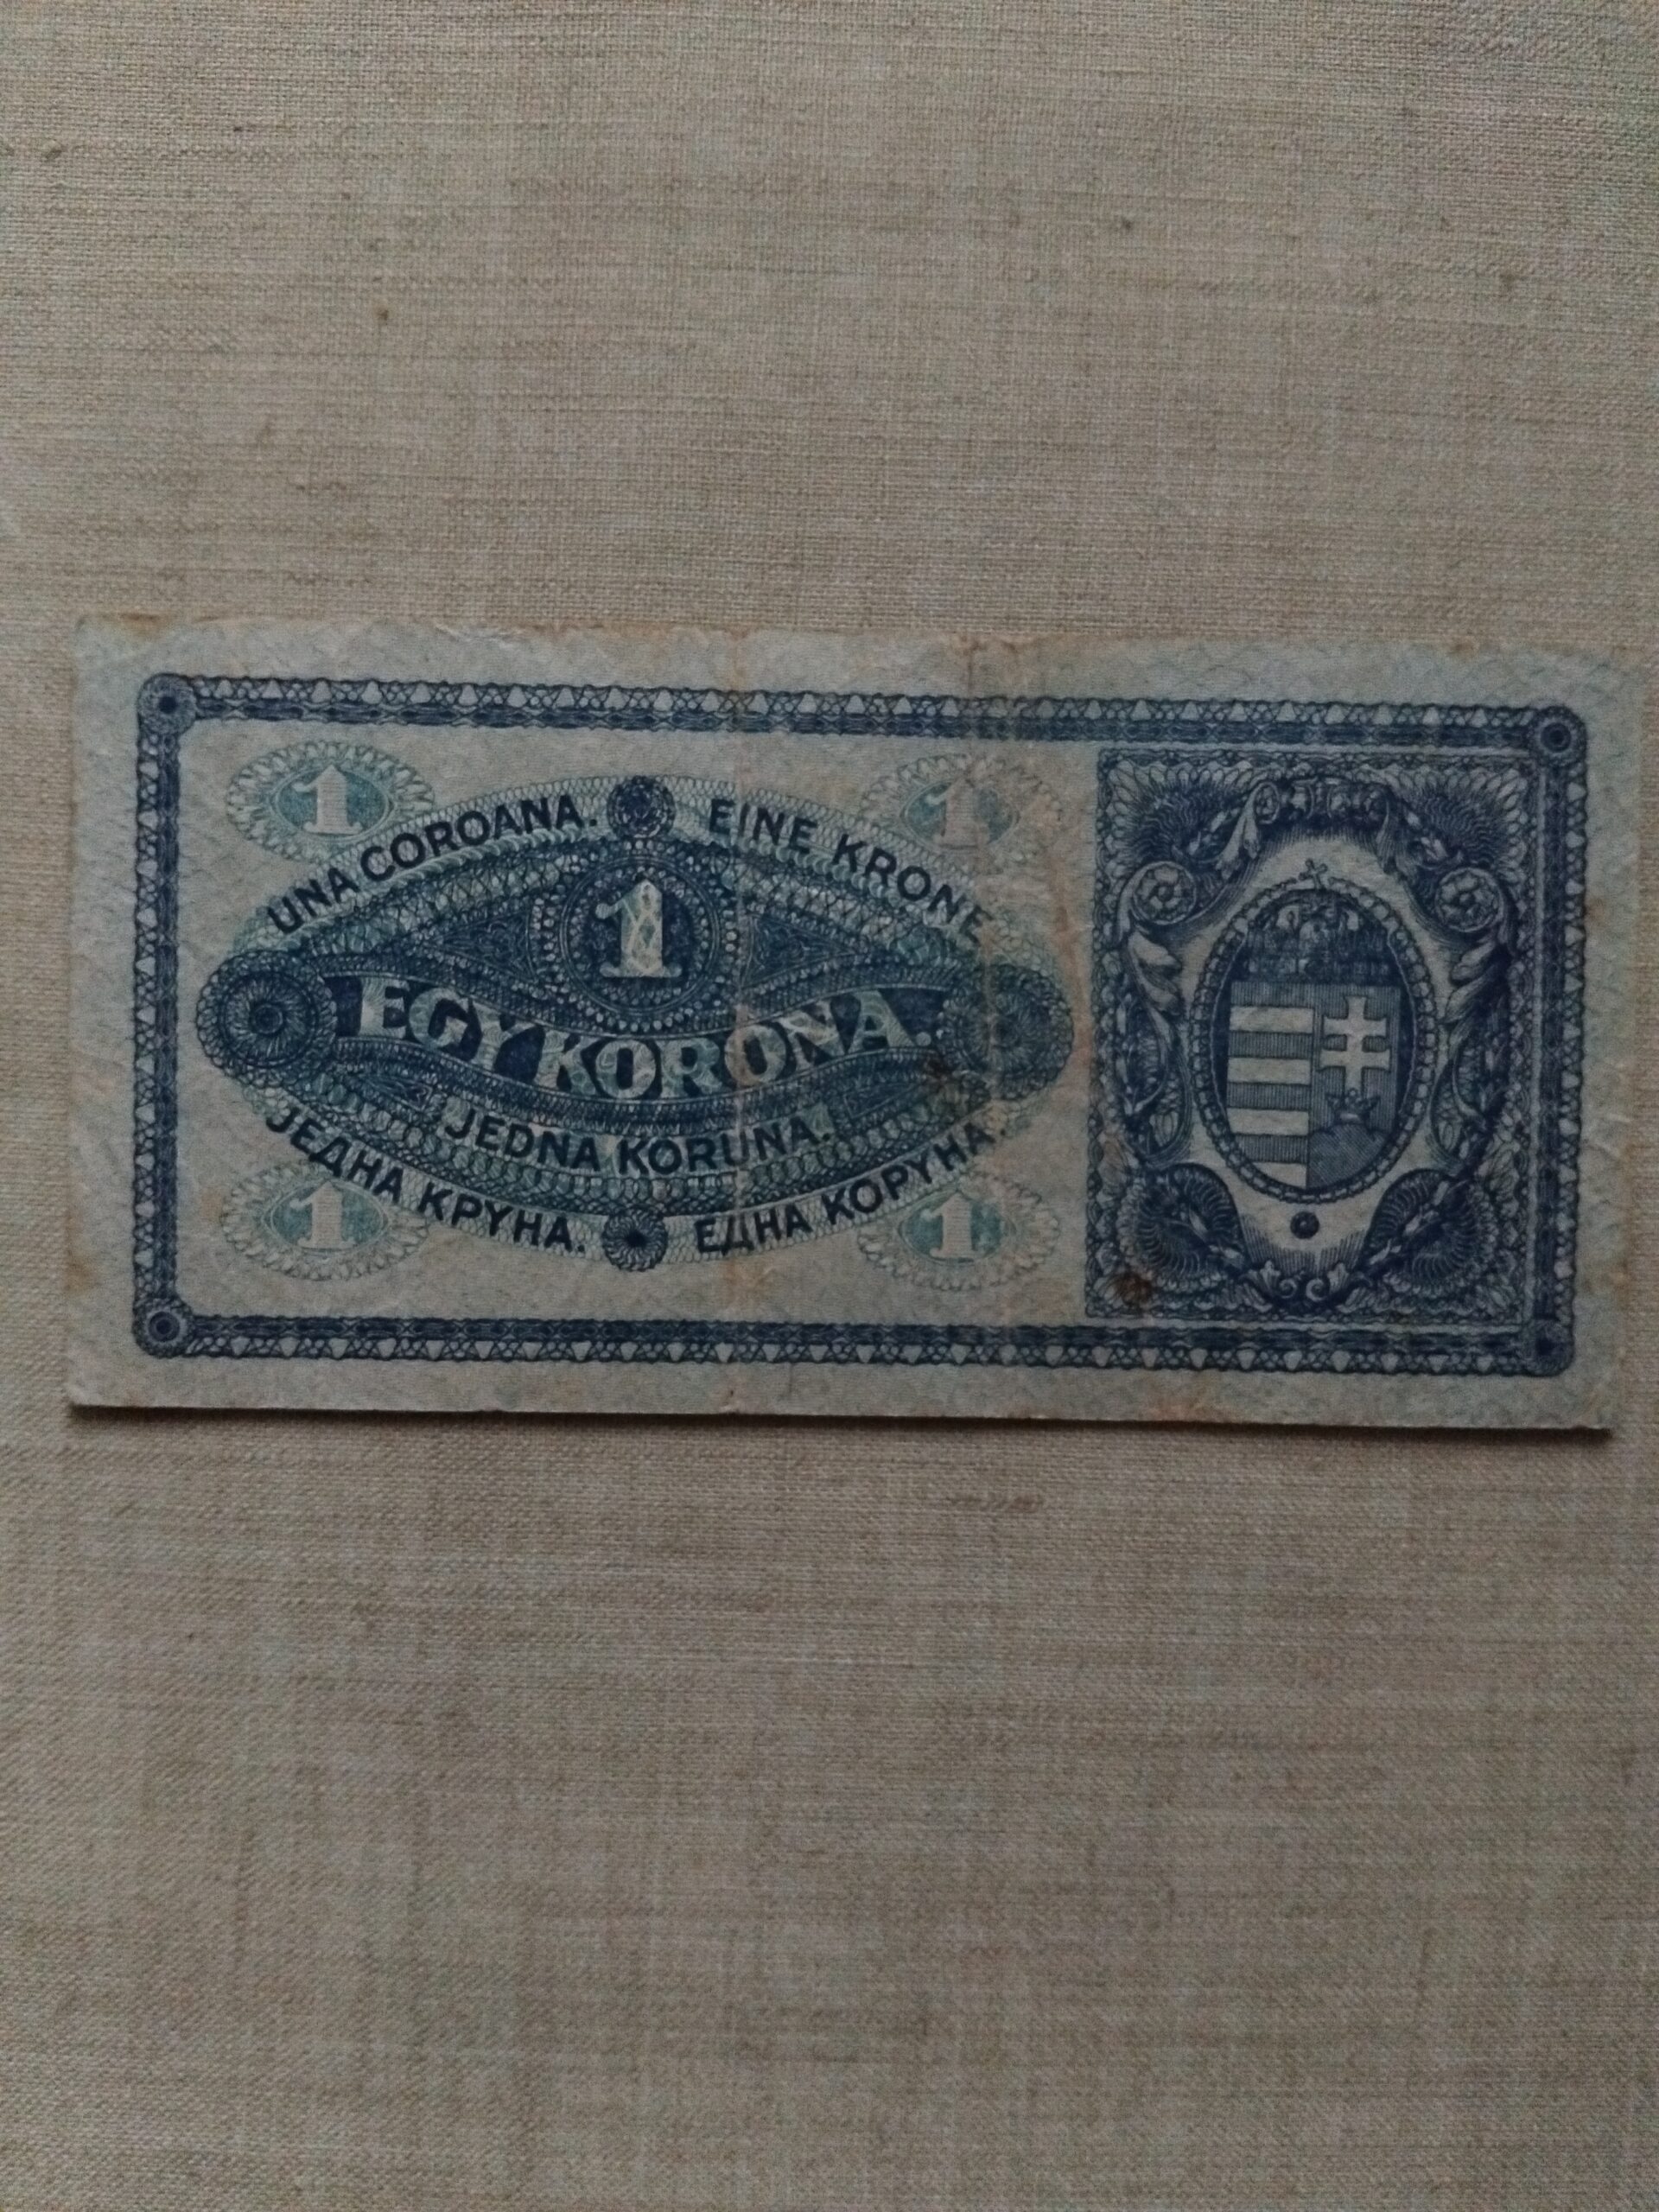 1 1
UNA COROANA. EINE KRONE
1
EGY KORONA.
JEDNA KORUNA.
ЈЕДНА КРУНА. ЕДНА КОРУНА.
1 1